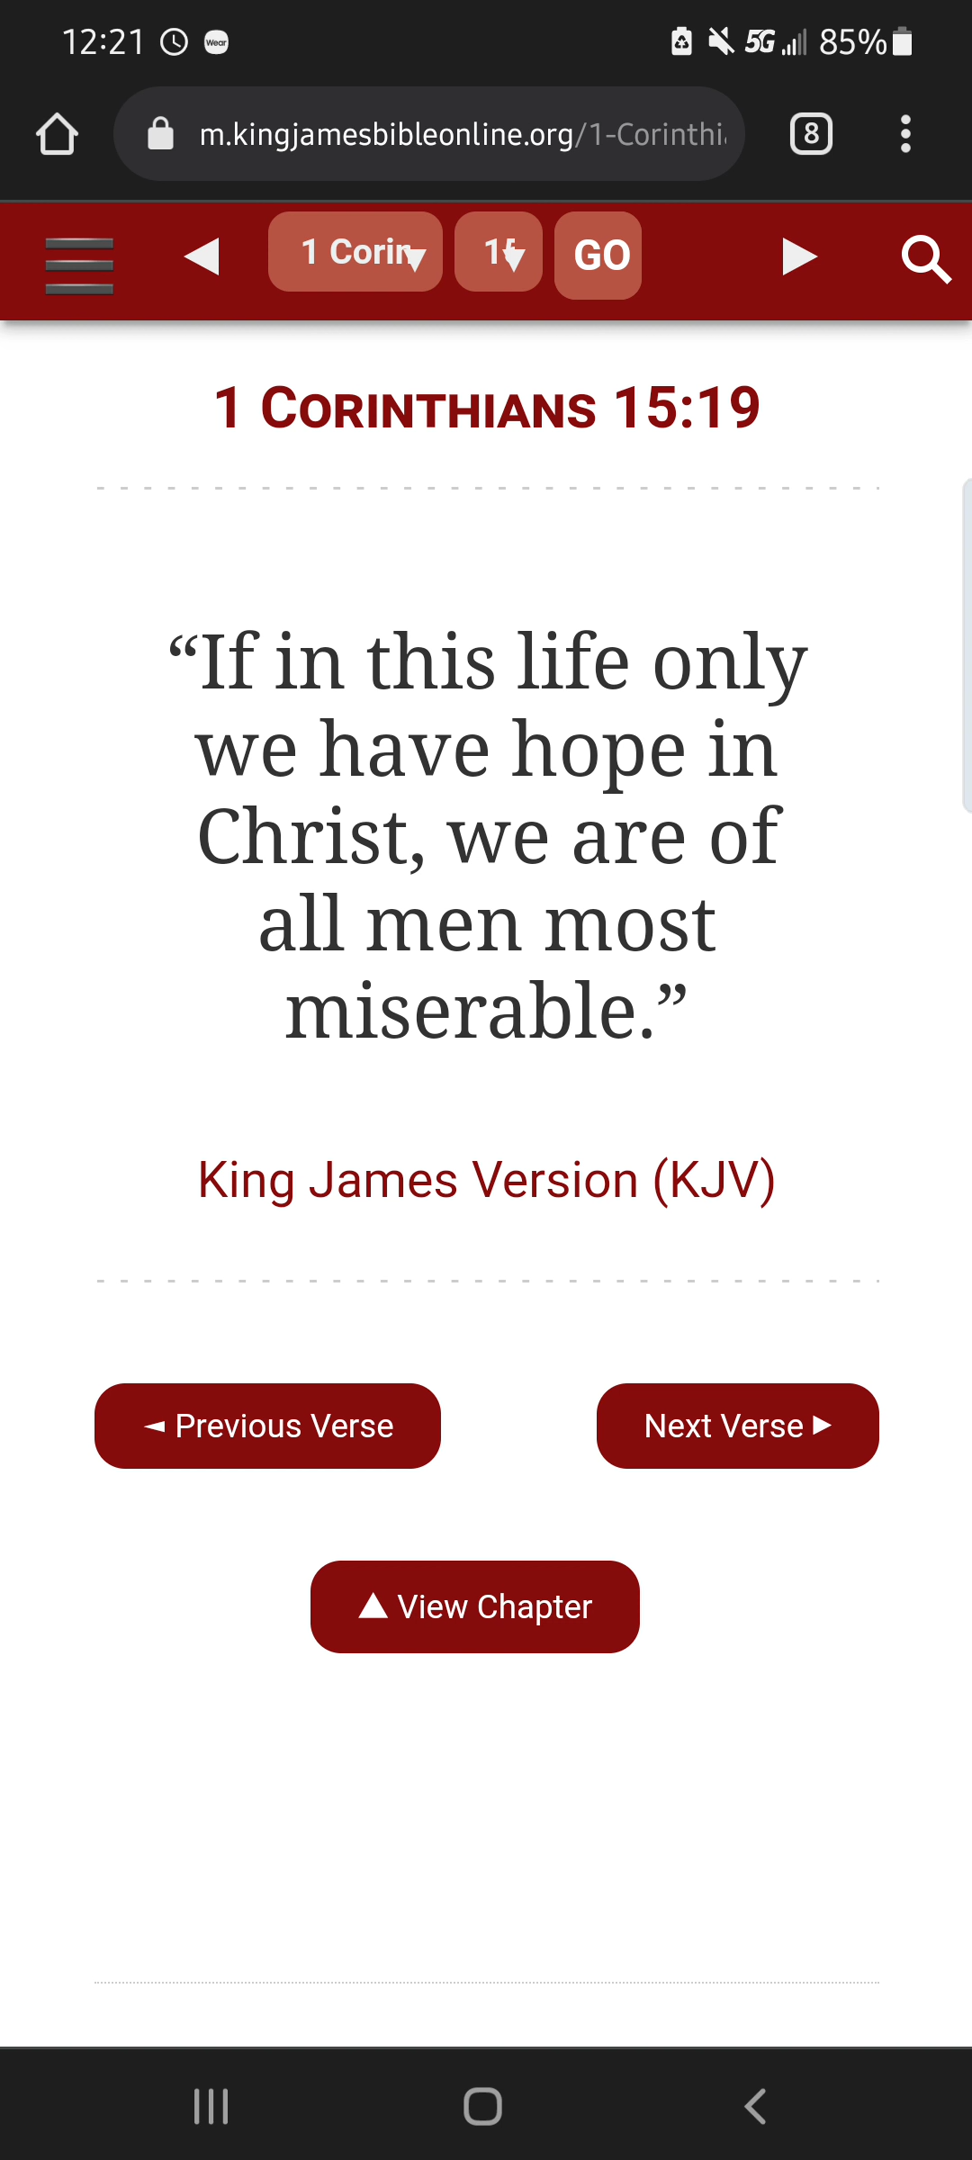 12:21 Wear 5G 85%
m.kingjamesbibleonline.org/1-Corinthi
8
1 Corin GO
1 CORINTHIANS 15:19
“If in this life only
we have hope in
Christ, we are of
all men most
miserable.”
King James Version (KJV)
◄ Previous Verse
Next Verse ►
▲ View Chapter